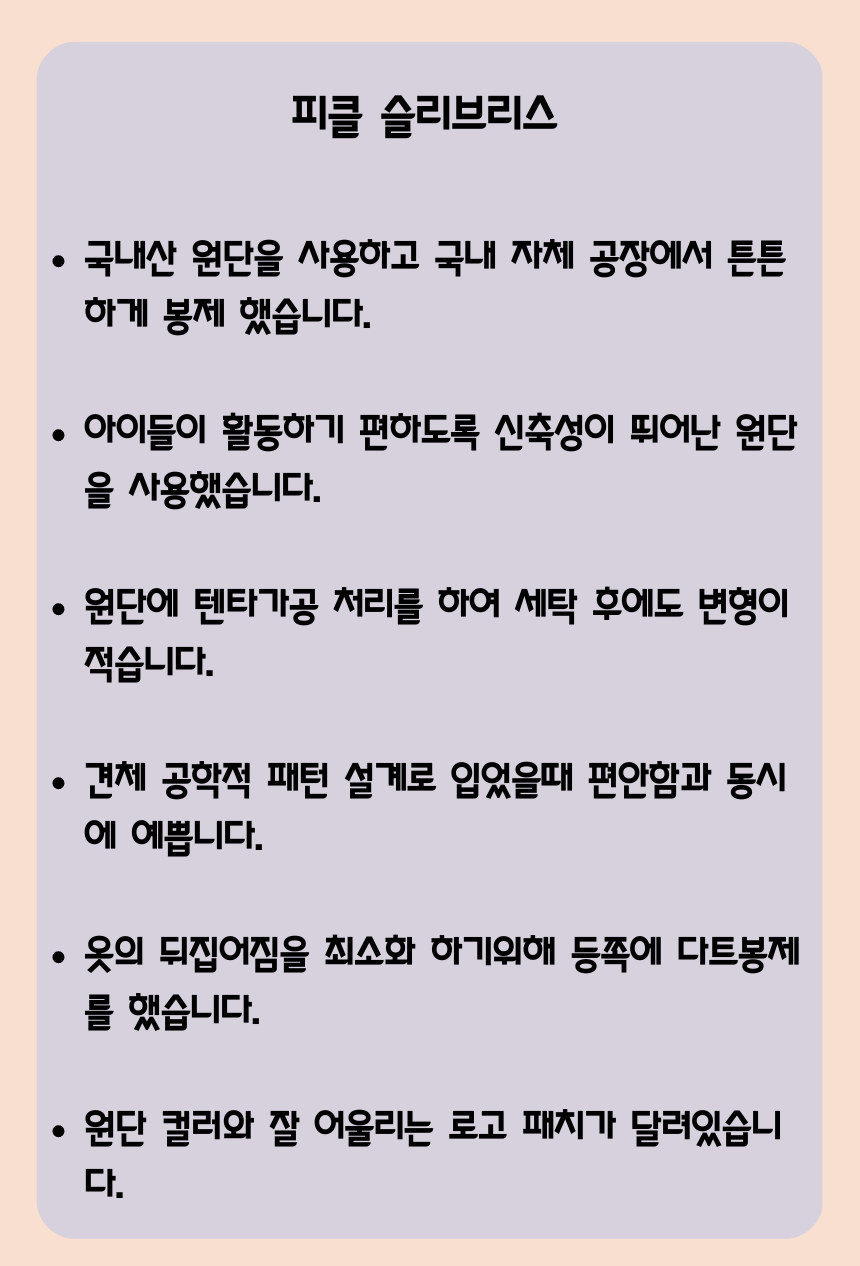 피클 슬리브리스
• 국내산 원단을 사용하고 국내 자체 공장에서 튼튼
하게 봉제 했습니다.
• 아이들이 활동하기 편하도록 신축성이 뛰어난 원단
을 사용했습니다.
• 원단에 텐타가공 처리를 하여 세탁 후에도 변형이
적습니다.
• 견체 공학적 패턴 설계로 입었을때 편안함과 동시
에 예쁩니다.
• 옷의 뒤집어짐을 최소화 하기위해 등쪽에 다트봉제
를 했습니다.
• 원단 컬러와 잘 어울리는 로고 패치가 달려있습니
다.